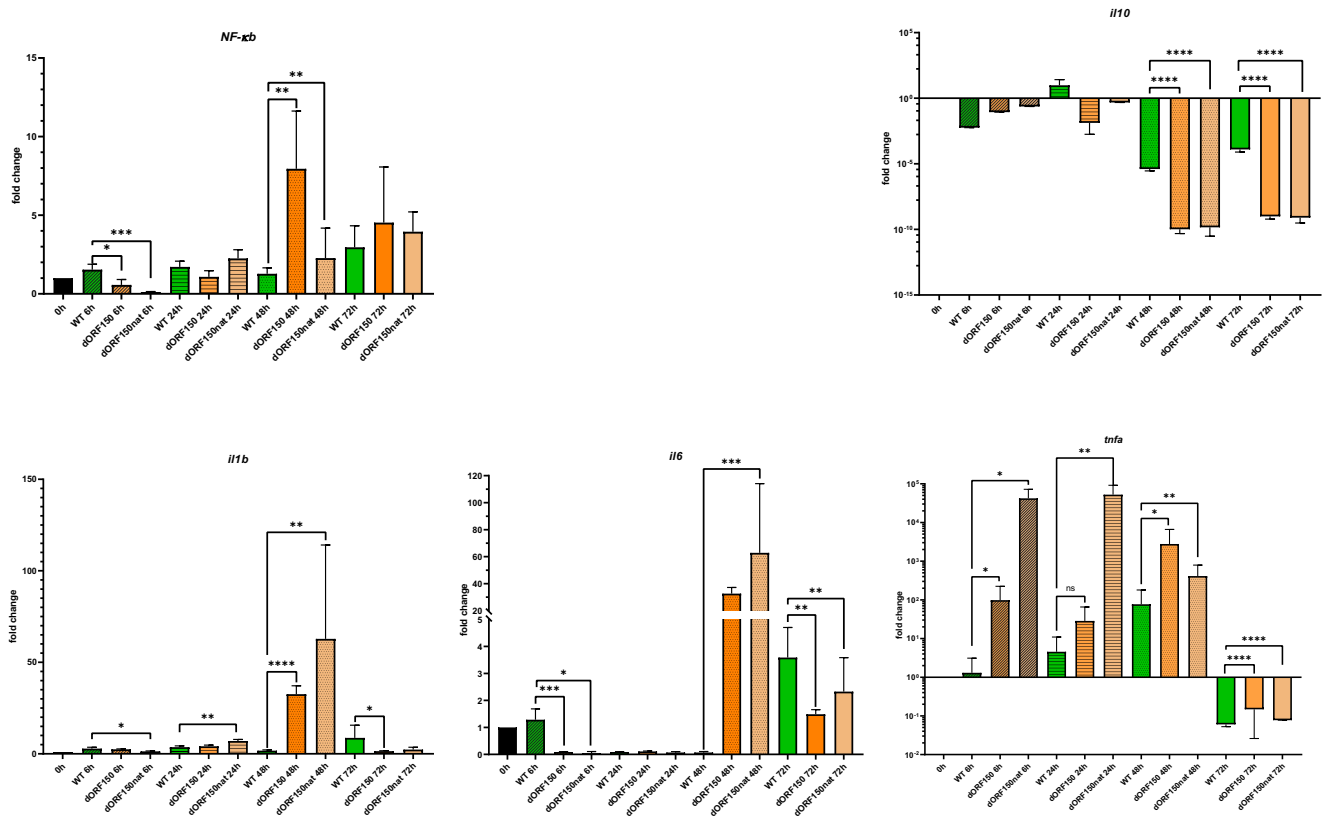 NF-κb
fold change
15
10
5
0
***
*
**
**
0h
WT 6h
dORF150 6h
dORF150nat 6h
WT 24h
dORF150 24h
dORF150nat 24h
WT 48h
dORF150 48h
dORF150nat 48h
WT 72h
dORF150 72h
dORF150nat 72h
il10
fold change
10^5
10^0
10^-5
10^-10
10^-15
****
****
****
****
0h
WT 6h
dORF150 6h
dORF150nat 6h
WT 24h
dORF150 24h
dORF150nat 24h
WT 48h
dORF150 48h
dORF150nat 48h
WT 72h
dORF150 72h
dORF150nat 72h
il1b
fold change
150
100
50
0
*
**
**
****
*
0h
WT 6h
dORF150 6h
dORF150nat 6h
WT 24h
dORF150 24h
dORF150nat 24h
WT 48h
dORF150 48h
dORF150nat 48h
WT 72h
dORF150 72h
dORF150nat 72h
il6
fold change
120
100
80
60
40
20
5
4
3
2
1
0
*
***
***
**
**
0h
WT 6h
dORF150 6h
dORF150nat 6h
WT 24h
dORF150 24h
dORF150nat 24h
WT 48h
dORF150 48h
dORF150nat 48h
WT 72h
dORF150 72h
dORF150nat 72h
tnfa
fold change
10^5
10^4
10^3
10^2
10^1
10^0
10^-1
10^-2
*
*
**
ns
**
*
****
****
0h
WT 6h
dORF150 6h
dORF150nat 6h
WT 24h
dORF150 24h
dORF150nat 24h
WT 48h
dORF150 48h
dORF150nat 48h
WT 72h
dORF150 72h
dORF150nat 72h